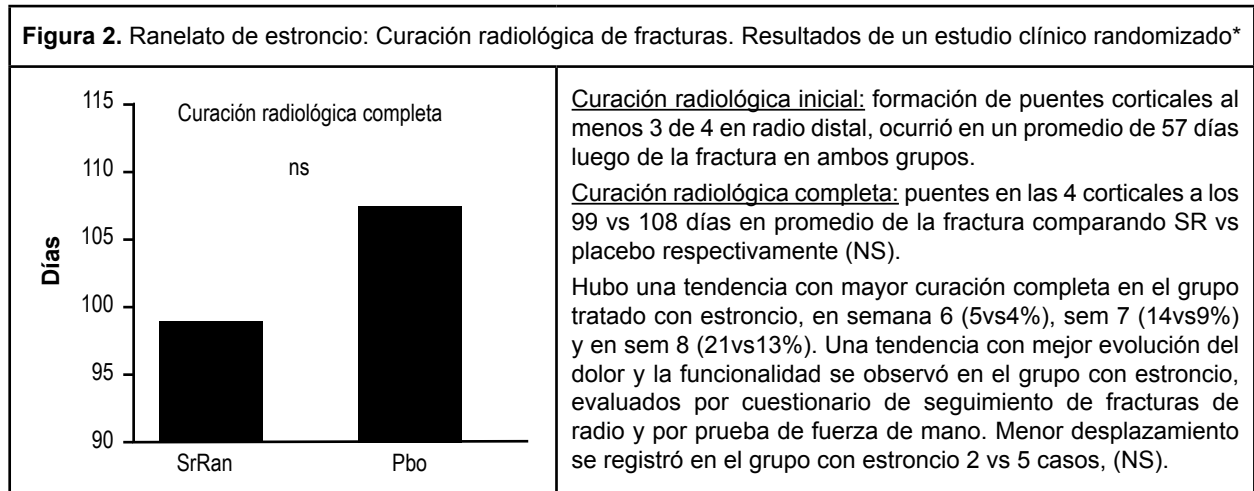 Figura 2. Ranelato de estroncio: Curación radiológica de fracturas. Resultados de un estudio clínico randomizado*
115
110
105
100
95
90
Días
Curación radiológica completa
ns
SrRan
Pbo
Curación radiológica inicial: formación de puentes corticales al
menos 3 de 4 en radio distal, ocurrió en un promedio de 57 días
luego de la fractura en ambos grupos.
Curación radiológica completa: puentes en las 4 corticales a los
99 vs 108 días en promedio de la fractura comparando SR vs
placebo respectivamente (NS).
Hubo una tendencia con mayor curación completa en el grupo
tratado con estroncio, en semana 6 (5vs4%), sem 7 (14vs9%)
y en sem 8 (21vs13%). Una tendencia con mejor evolución del
dolor y la funcionalidad se observó en el grupo con estroncio,
evaluados por cuestionario de seguimiento de fracturas de
radio y por prueba de fuerza de mano. Menor desplazamiento
se registró en el grupo con estroncio 2 vs 5 casos, (NS).